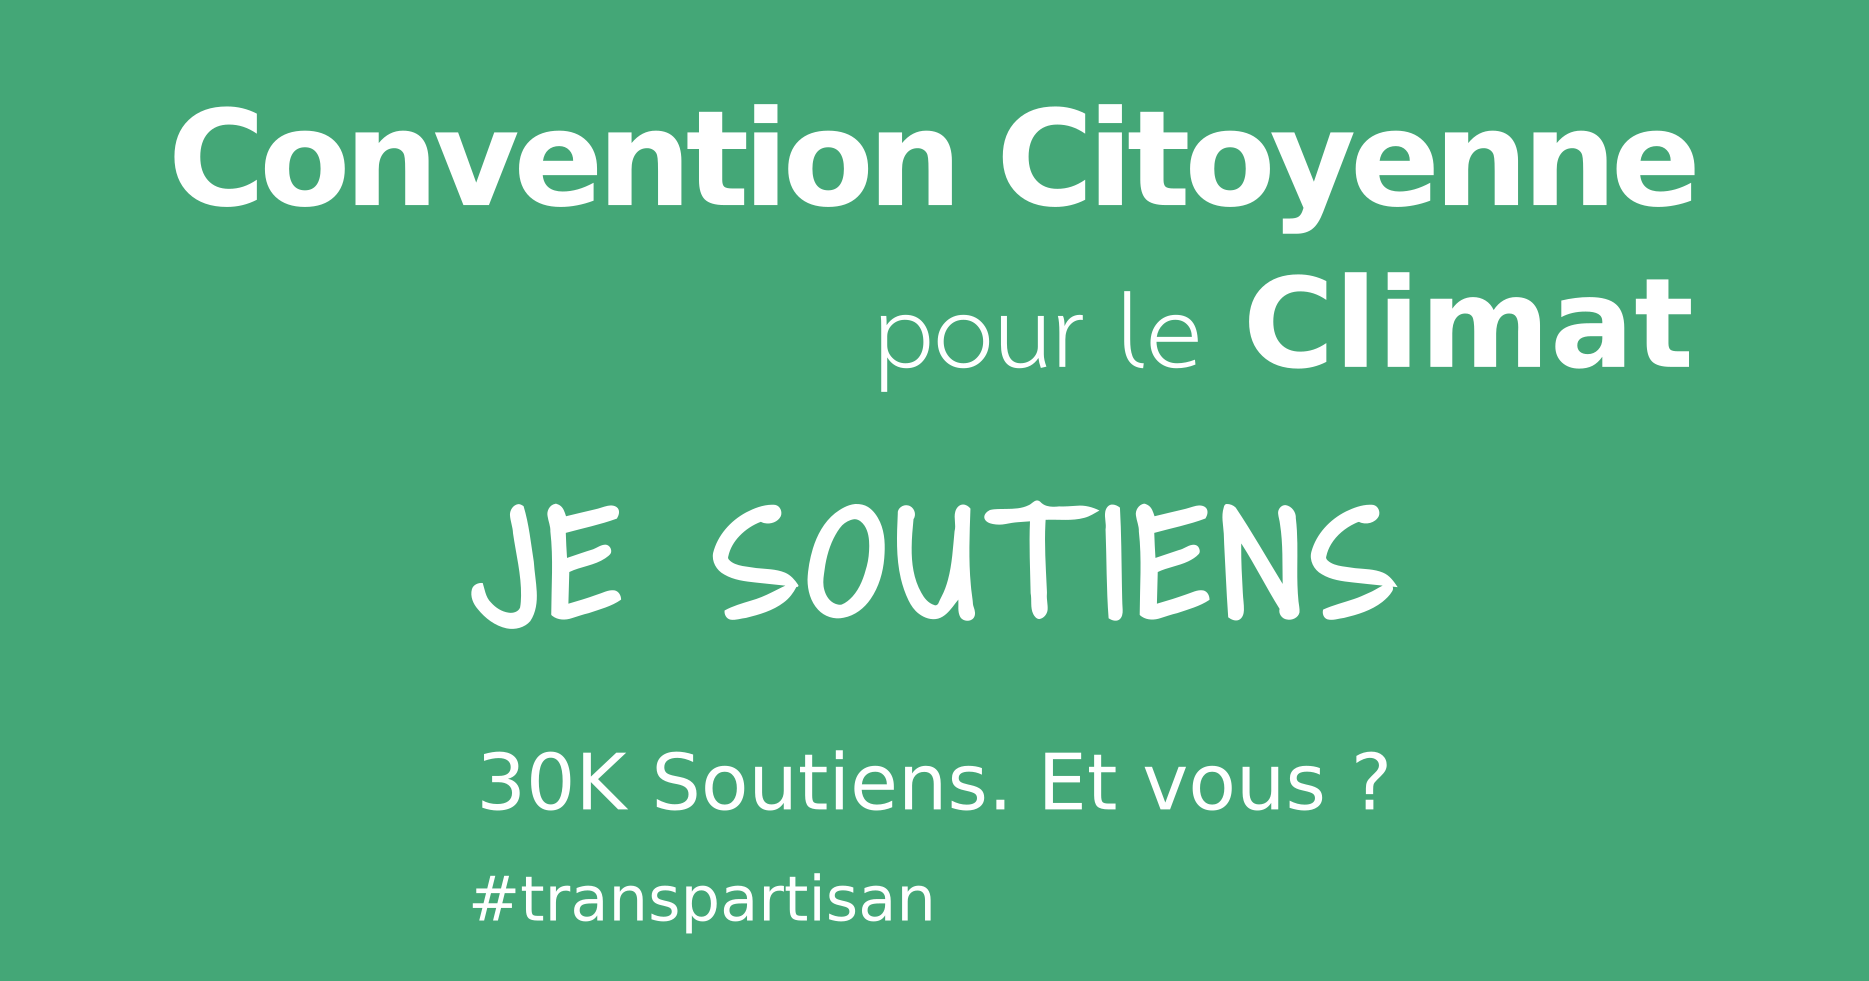 Convention Citoyenne
pour le Climat
JE SOUTIENS
30K Soutiens. Et vous ?
#transpartisan